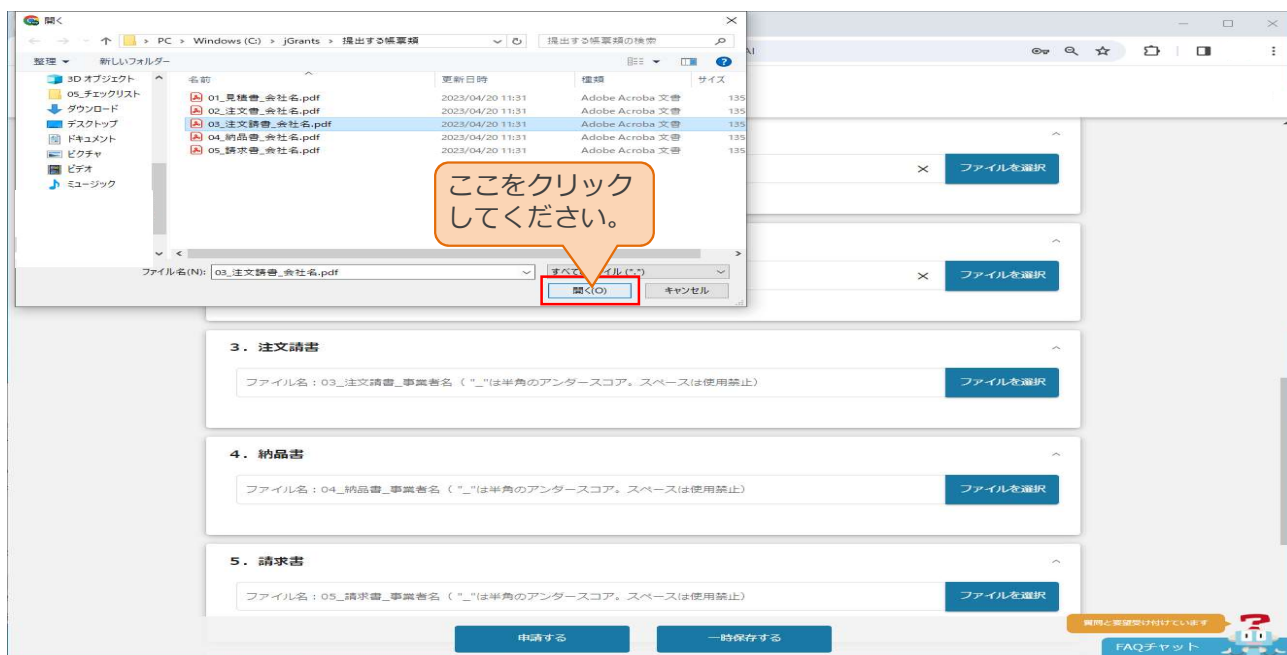 開く
PC > Windows (C:) > jGrants > 提出する帳票類
提出する帳票類の検索
整理
新しいフォルダー
3D オブジェクト
05_チェックリスト
ダウンロード
デスクトップ
ドキュメント
ピクチャ
ビデオ
ミュージック
名前 更新日時 種類 サイズ
01_見積書_会社名.pdf 2023/04/20 11:31 Adobe Acroba 文書 135
02_注文書_会社名.pdf 2023/04/20 11:31 Adobe Acroba 文書 135
03_注文請書_会社名.pdf 2023/04/20 11:31 Adobe Acroba 文書 135
04_納品書_会社名.pdf 2023/04/20 11:31 Adobe Acroba 文書 135
05_請求書_会社名.pdf 2023/04/20 11:31 Adobe Acroba 文書 135
ここをクリック
してください。
ファイル名(N): 03_注文請書_会社名.pdf
開く(O) キャンセル
ファイルを選択
ファイルを選択
3．注文請書
ファイル名：03_注文請書_事業者名（ "_"は半角のアンダースコア。スペースは使用禁止）
ファイルを選択
4．納品書
ファイル名：04_納品書_事業者名（ "_"は半角のアンダースコア。スペースは使用禁止）
ファイルを選択
5．請求書
ファイル名：05_請求書_事業者名（ "_"は半角のアンダースコア。スペースは使用禁止）
ファイルを選択
申請する 一時保存する
質問と要望受け付けています
FAQチャット